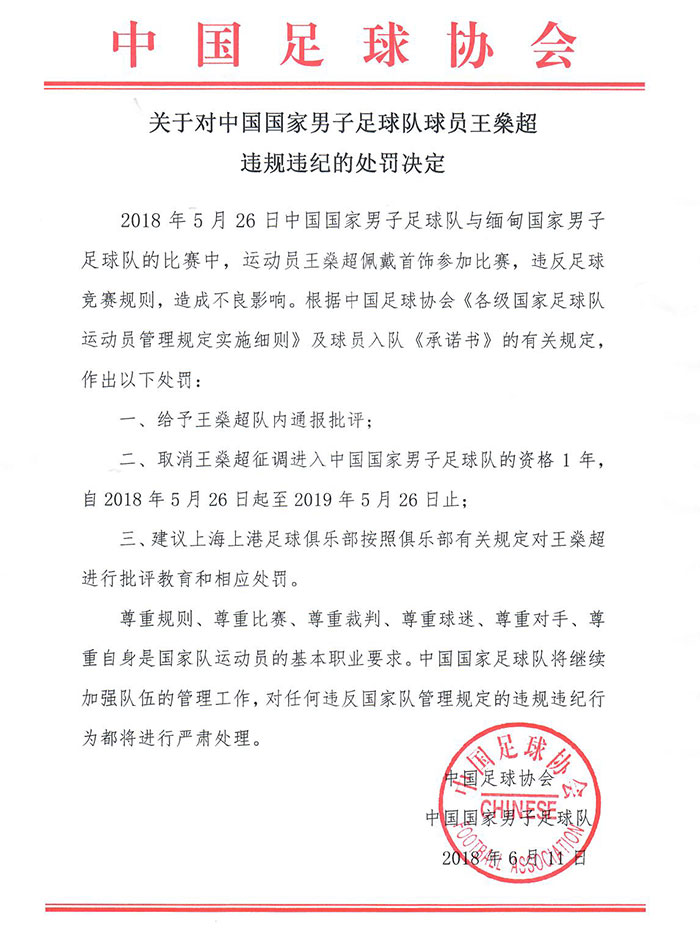 中国足球协会
关于对中国国家男子足球队球员王燊超
违规违纪的处罚决定
2018 年 5 月 26 日中国国家男子足球队与缅甸国家男子
足球队的比赛中，运动员王燊超佩戴首饰参加比赛，违反足球
竞赛规则，造成不良影响。根据中国足球协会《各级国家足球队
运动员管理规定实施细则》及球员入队《承诺书》的有关规定，
作出以下处罚：
一、给予王燊超队内通报批评；
二、取消王燊超征调进入中国国家男子足球队的资格 1 年，
自 2018 年 5 月 26 日起至 2019 年 5 月 26 日止；
三、建议上海上港足球俱乐部按照俱乐部有关规定对王燊超
进行批评教育和相应处罚。
尊重规则、尊重比赛、尊重裁判、尊重球迷、尊重对手、尊
重自身是国家队运动员的基本职业要求。中国国家足球队将继续
加强队伍的管理工作，对任何违反国家队管理规定的违规违纪行
为都将进行严肃处理。
中国足球协会
中国国家男子足球队
2018 年 6 月 11 日
中国足球协会
CHINESE
FOOTBALL ASSOCIATION